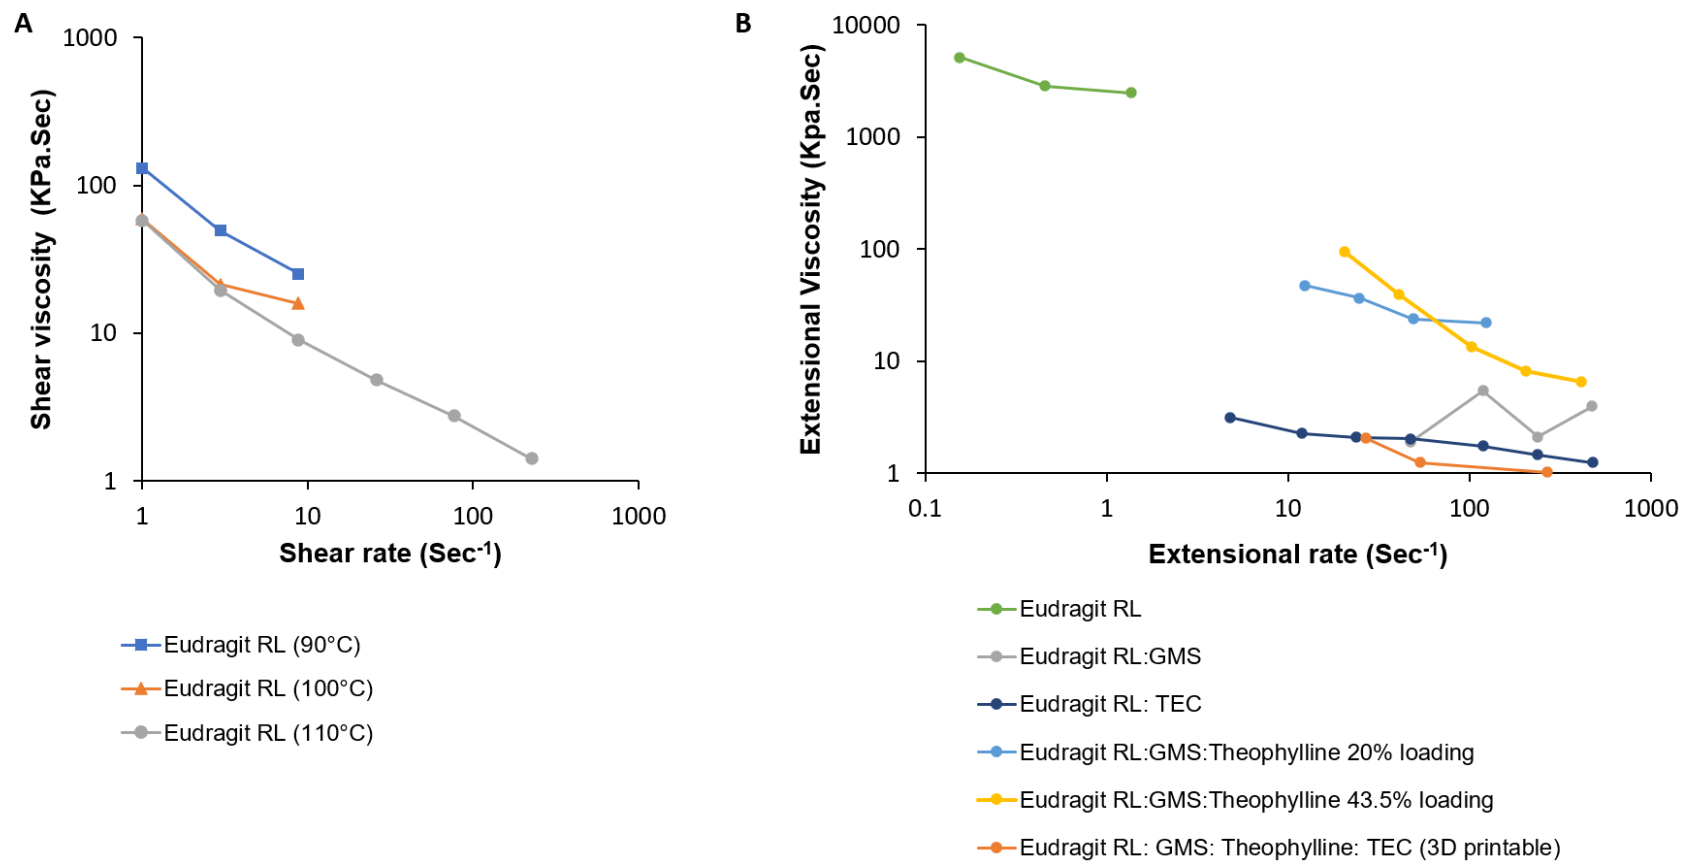 A
1000
100
10
1
1
10
100
1000
Shear viscosity (KPa.Sec)
Shear rate (Sec⁻¹)
Eudragit RL (90°C)
Eudragit RL (100°C)
Eudragit RL (110°C)
B
10000
1000
100
10
1
0.1
1
10
100
1000
Extensional Viscosity (Kpa.Sec)
Extensional rate (Sec⁻¹)
Eudragit RL
Eudragit RL:GMS
Eudragit RL: TEC
Eudragit RL:GMS:Theophylline 20% loading
Eudragit RL:GMS:Theophylline 43.5% loading
Eudragit RL: GMS: Theophylline: TEC (3D printable)